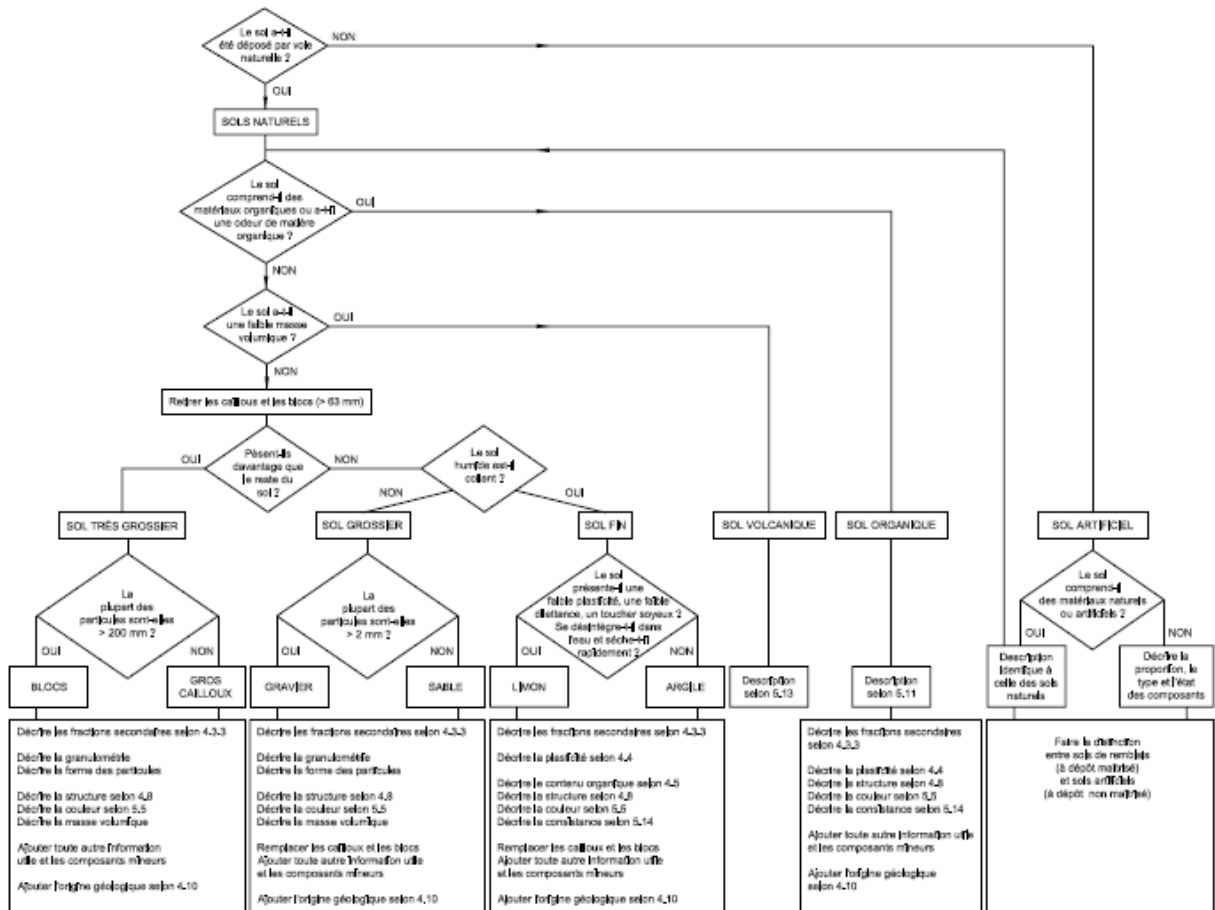 Le sol a-t-il
été déposé par voie
naturelle ?
NON
OUI
SOLS NATURELS
Le sol
comprend-il des
matériaux organiques ou a-t-il
une odeur de matière
organique ?
OUI
NON
Le sol a-t-il
une faible masse
volumique ?
OUI
NON
Retirer les cailloux et les blocs (> 63 mm)
OUI
Pèsent-ils
davantage que
le reste du
sol ?
NON
Le sol
humide est-il
collant ?
NON
OUI
SOL TRÈS GROSSIER
SOL GROSSIER
SOL FIN
SOL VOLCANIQUE
SOL ORGANIQUE
SOL ARTIFICIEL
La
plupart des
particules sont-elles
> 200 mm ?
OUI
NON
La
plupart des
particules sont-elles
> 2 mm ?
OUI
NON
Le sol
présente-t-il une
faible plasticité, une faible
dilettance, un toucher soyeux ?
Se désintègre-t-il dans
l'eau et sèche-t-il
rapidement ?
OUI
NON
Le sol
comprend-il
des matériaux naturels
ou artificiels ?
OUI
NON
BLOCS
GROS
CAILLOUX
GRAVIER
SABLE
LIMON
ARGILE
Description
selon 5.13
Description
selon 5.11
Description
identique à
celle des sols
naturels
Décrire la
proportion, le
type et l'état
des composants
Décrire les fractions secondaires selon 4.3.3
Décrire la granulométrie
Décrire la forme des particules
Décrire la structure selon 4.8
Décrire la couleur selon 5.5
Décrire la masse volumique
Ajouter toute autre information
utile et les composants mineurs
Ajouter l'origine géologique selon 4.10
Décrire les fractions secondaires selon 4.3.3
Décrire la granulométrie
Décrire la forme des particules
Décrire la structure selon 4.8
Décrire la couleur selon 5.5
Décrire la masse volumique
Remplacer les cailloux et les blocs
Ajouter toute autre information utile
et les composants mineurs
Ajouter l'origine géologique selon 4.10
Décrire les fractions secondaires selon 4.3.3
Décrire la plasticité selon 4.4
Décrire le contenu organique selon 4.5
Décrire la structure selon 4.8
Décrire la couleur selon 5.5
Décrire la consistance selon 5.14
Remplacer les cailloux et les blocs
Ajouter toute autre information utile
et les composants mineurs
Ajouter l'origine géologique selon 4.10
Décrire les fractions secondaires
selon 4.3.3
Décrire la plasticité selon 4.4
Décrire la structure selon 4.8
Décrire la couleur selon 5.5
Décrire la consistance selon 5.14
Ajouter toute autre information utile
et les composants mineurs
Ajouter l'origine géologique
selon 4.10
Faire la distinction
entre sols de remblais
(à dépôt maîtrisé)
et sols artificiels
(à dépôt non maîtrisé)